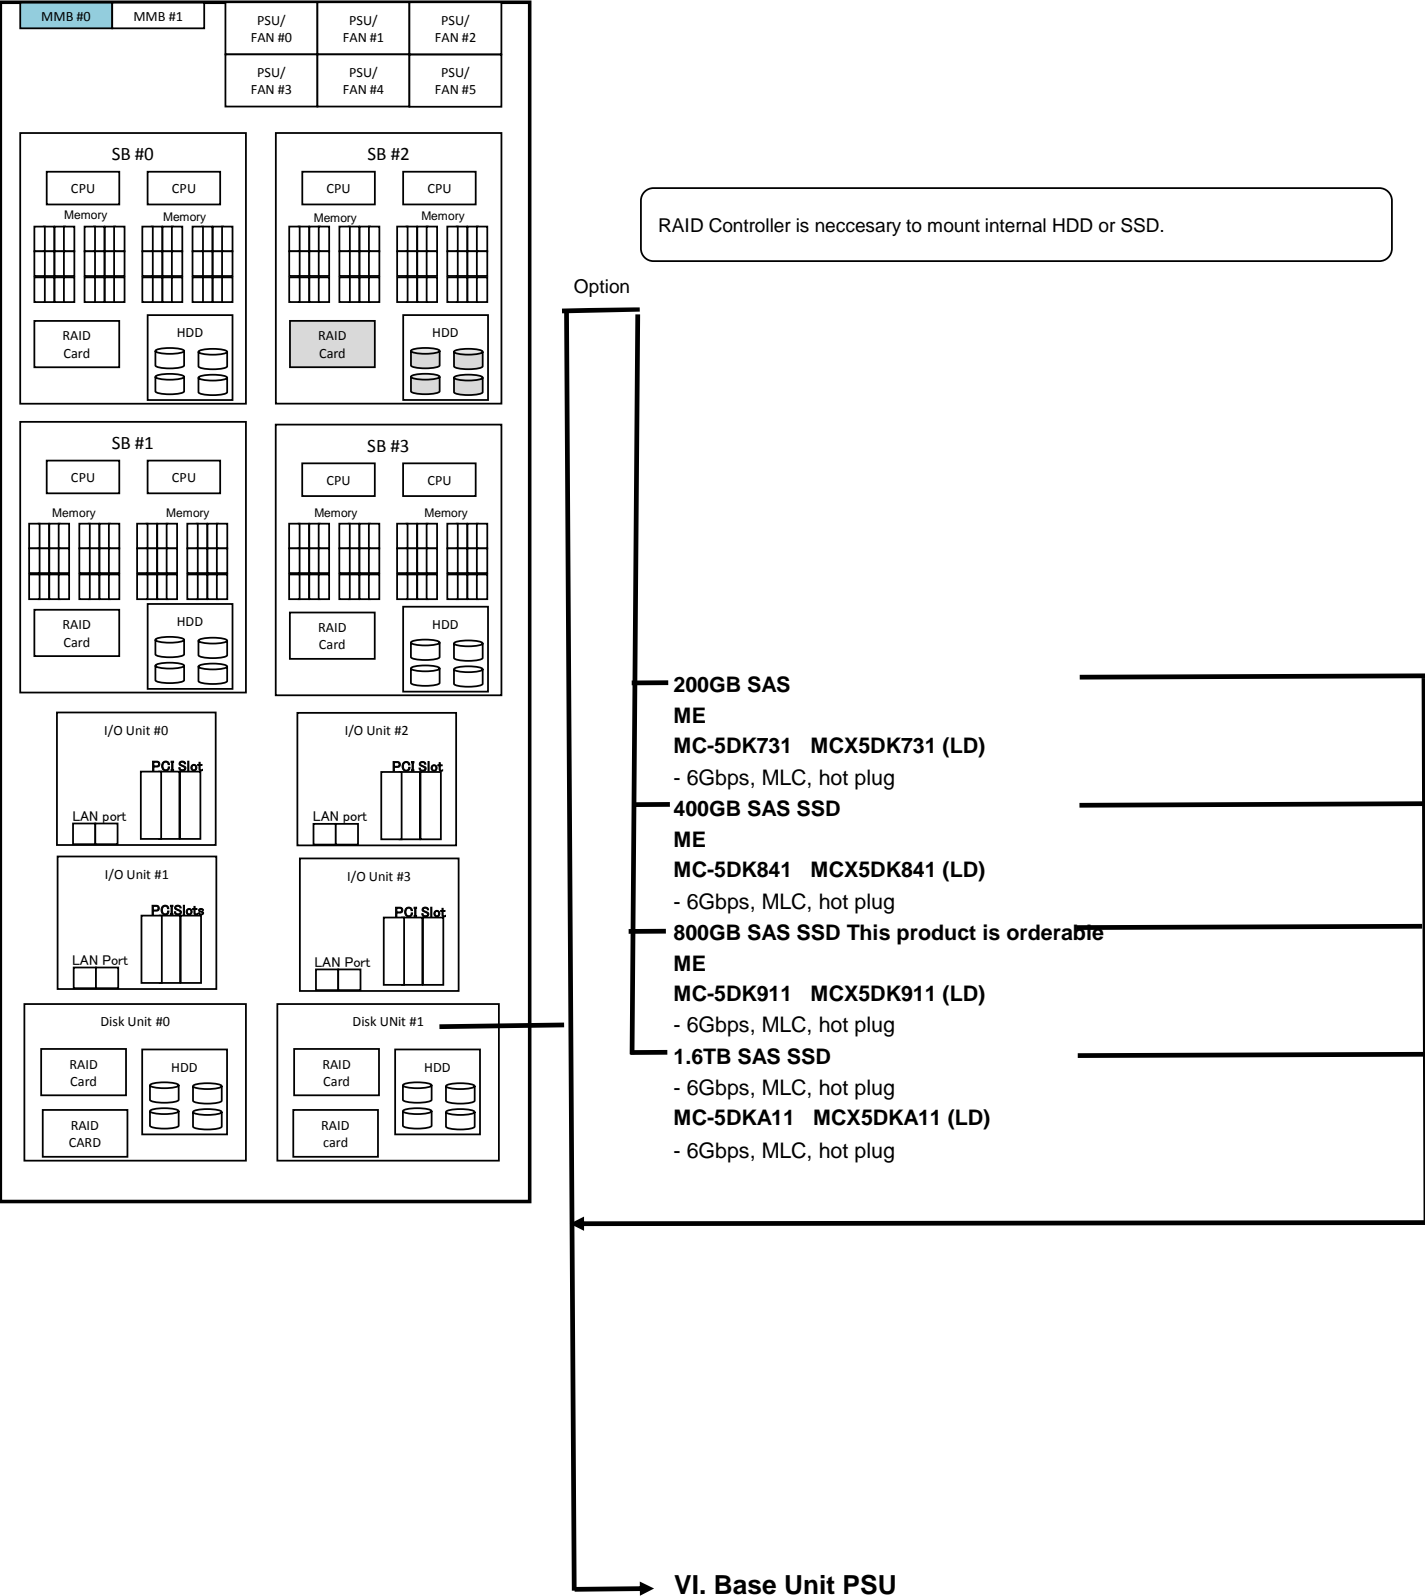 MMB #0
MMB #1
PSU/
FAN #0
PSU/
FAN #1
PSU/
FAN #2
PSU/
FAN #3
PSU/
FAN #4
PSU/
FAN #5
SB #0
CPU
CPU
Memory
Memory
RAID
Card
HDD
SB #2
CPU
CPU
Memory
Memory
RAID
Card
HDD
SB #1
CPU
CPU
Memory
Memory
RAID
Card
HDD
SB #3
CPU
CPU
Memory
Memory
RAID
Card
HDD
I/O Unit #0
PCI Slot
LAN port
I/O Unit #2
PCI Slot
LAN port
I/O Unit #1
PCISlots
LAN Port
I/O Unit #3
PCI Slot
LAN Port
Disk Unit #0
RAID
Card
HDD
RAID
CARD
Disk UNit #1
RAID
Card
HDD
RAID
card
RAID Controller is neccesary to mount internal HDD or SSD.
Option
200GB SAS
ME
MC-5DK731 MCX5DK731 (LD)
- 6Gbps, MLC, hot plug
400GB SAS SSD
ME
MC-5DK841 MCX5DK841 (LD)
- 6Gbps, MLC, hot plug
800GB SAS SSD This product is orderable
ME
MC-5DK911 MCX5DK911 (LD)
- 6Gbps, MLC, hot plug
1.6TB SAS SSD
- 6Gbps, MLC, hot plug
MC-5DKA11 MCX5DKA11 (LD)
- 6Gbps, MLC, hot plug
VI. Base Unit PSU